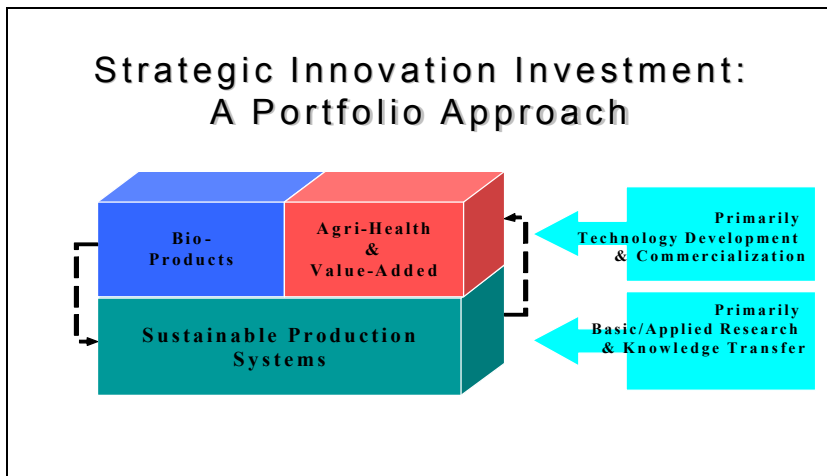 Strategic Innovation Investment:
A Portfolio Approach
Bio-
Products
Agri-Health
&
Value-Added
Primarily
Technology Development
& Commercialization
Sustainable Production
Systems
Primarily
Basic/Applied Research
& Knowledge Transfer